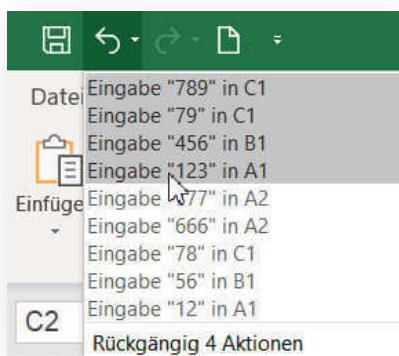 Datei
Eingabe "789" in C1
Eingabe "79" in C1
Eingabe "456" in B1
Eingabe "123" in A1
Einfüge
Eingabe "777" in A2
Eingabe "666" in A2
Eingabe "78" in C1
Eingabe "56" in B1
Eingabe "12" in A1
C2
Rückgängig 4 Aktionen